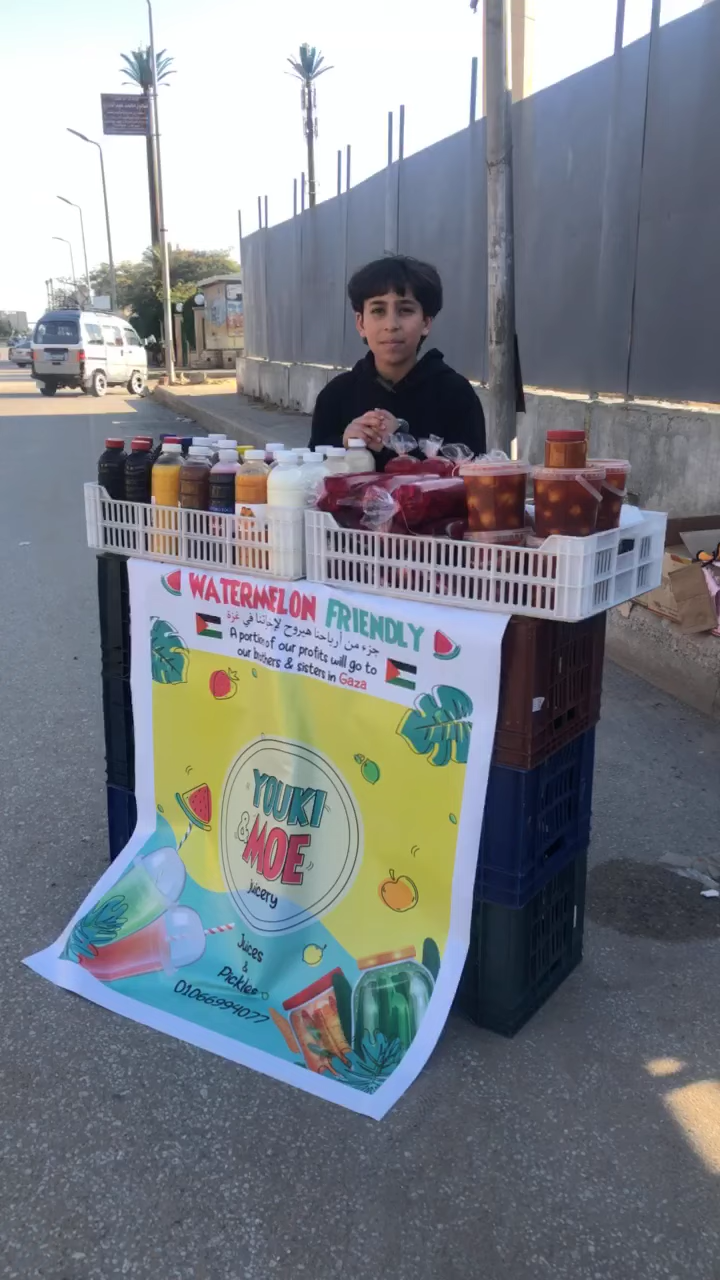 WATERMELON FRIENDLY
جزء من أرباحنا هيروح لإخواتنا في غزة
A portion of our profits will go to
our brothers & sisters in Gaza
YOUKI
& MOE
juicery
Juices
&
Pickles
01066994077